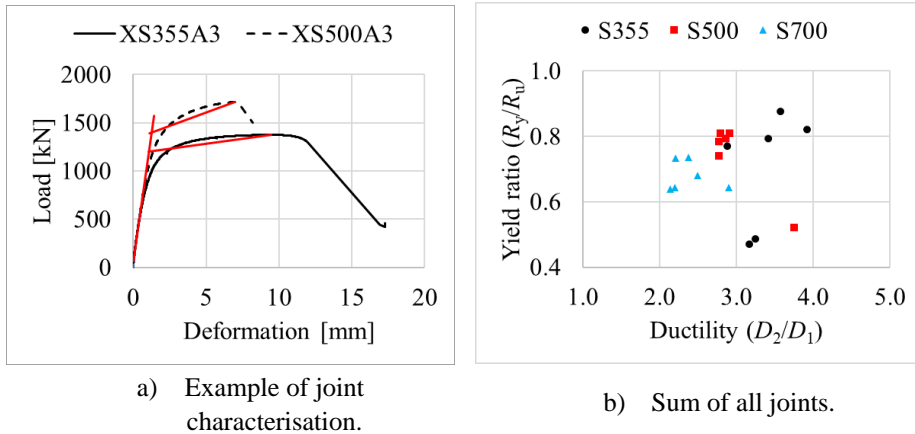 XS355A3 XS500A3
2000
1500
1000
500
0
0 5 10 15 20
Load [kN]
Deformation [mm]
a) Example of joint
characterisation.
S355 S500 S700
1.0
0.8
0.6
0.4
1.0 2.0 3.0 4.0 5.0
Yield ratio (Ry/Ru)
Ductility (D2/D1)
b) Sum of all joints.